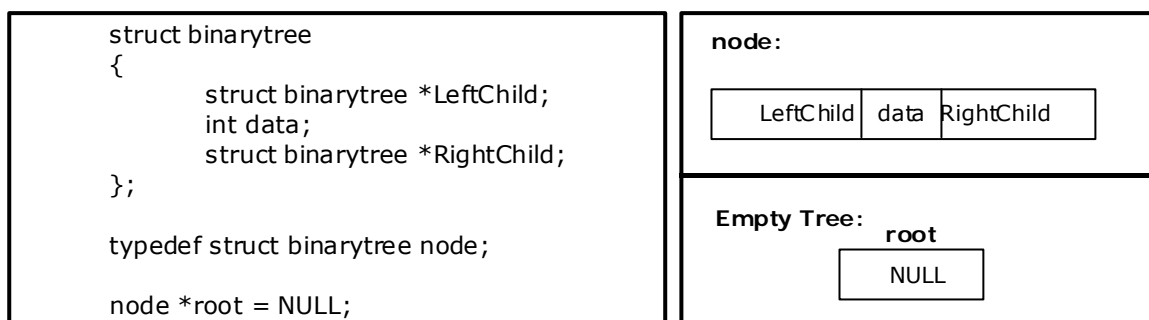 struct binarytree
{
struct binarytree *LeftChild;
int data;
struct binarytree *RightChild;
};
typedef struct binarytree node;
node *root = NULL;
node:
LeftChild data RightChild
Empty Tree:
root
NULL